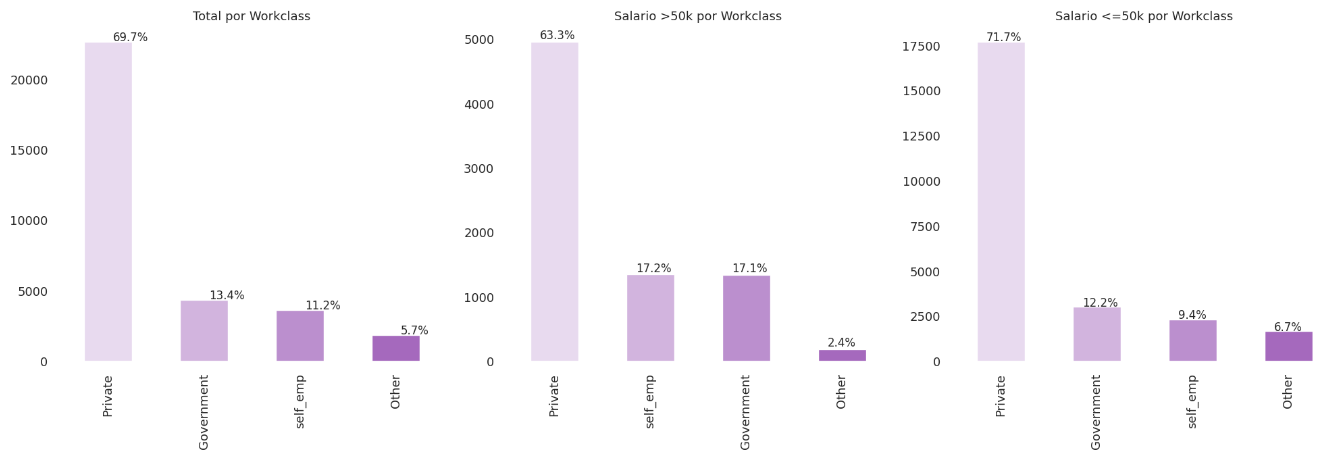 Total por Workclass
20000
15000
10000
5000
0
69.7%
13.4%
11.2%
5.7%
Private
Government
self_emp
Other
Salario >50k por Workclass
5000
4000
3000
2000
1000
0
63.3%
17.2%
17.1%
2.4%
Private
self_emp
Government
Other
Salario <=50k por Workclass
17500
15000
12500
10000
7500
5000
2500
0
71.7%
12.2%
9.4%
6.7%
Private
Government
self_emp
Other